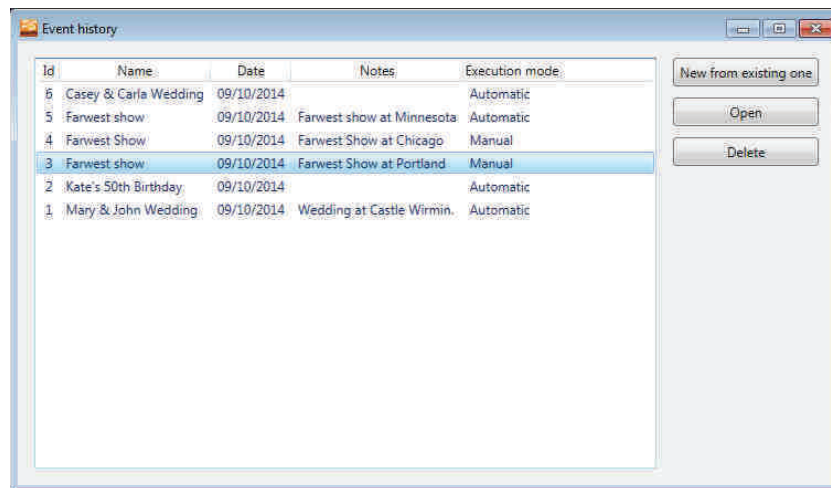 Event history
Id Name Date Notes Execution mode
6 Casey & Carla Wedding 09/10/2014 Automatic
5 Farwest show 09/10/2014 Farwest show at Minnesota Automatic
4 Farwest Show 09/10/2014 Farwest Show at Chicago Manual
3 Farwest show 09/10/2014 Farwest Show at Portland Manual
2 Kate's 50th Birthday 09/10/2014 Automatic
1 Mary & John Wedding 09/10/2014 Wedding at Castle Wirmin. Automatic
New from existing one
Open
Delete